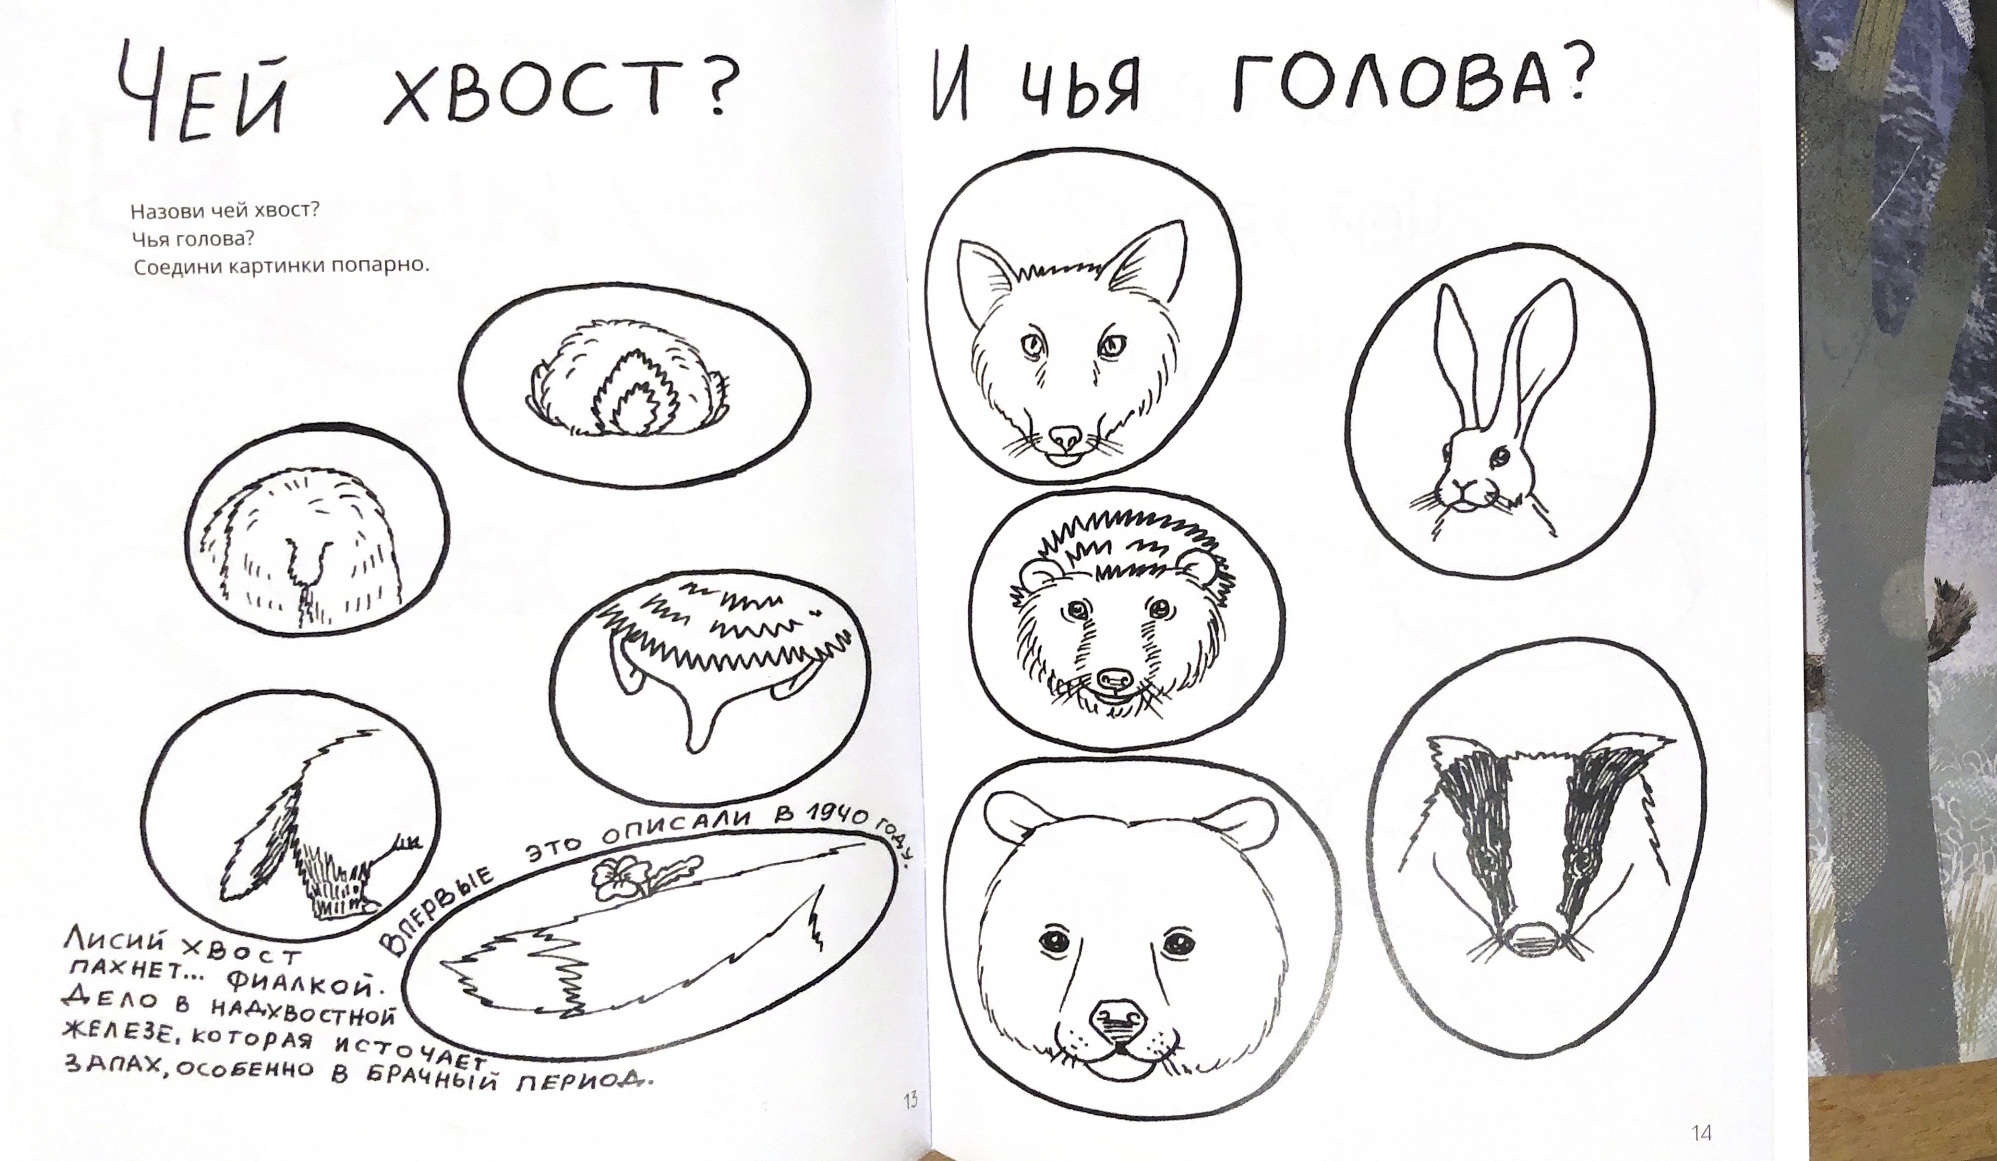 ЧЕЙ ХВОСТ?
Назови чей хвост?
Чья голова?
Соедини картинки попарно.
ВПЕРВЫЕ ЭТО ОПИСАЛИ В 1940 ГОДУ.
ЛИСИЙ ХВОСТ
ПАХНЕТ... ФИАЛКОЙ.
ДЕЛО В НАДХВОСТНОЙ
ЖЕЛЕЗЕ, КОТОРАЯ ИСТОЧАЕТ
ЗАПАХ, ОСОБЕННО В БРАЧНЫЙ ПЕРИОД.
13
И ЧЬЯ ГОЛОВА?
14